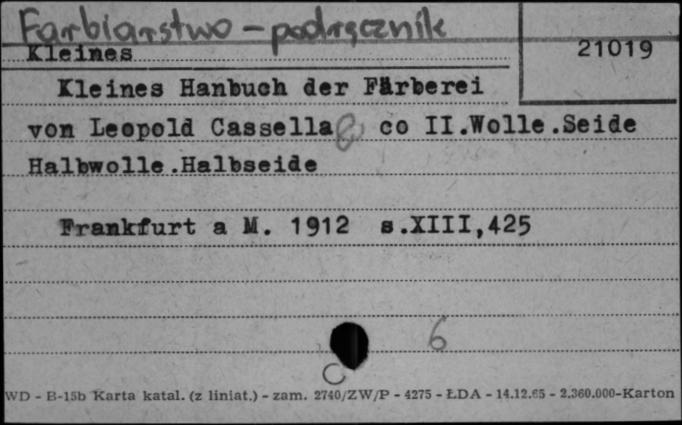 Farbiarstwo - podręcznik
Kleines
21019
Kleines Hanbuch der Färberei
von Leopold Cassella & co II.Wolle.Seide
Halbwolle.Halbseide
Frankfurt a M. 1912 s.XIII,425
6
WD - B-15b Karta katal. (z liniat.) - zam. 2740/ZW/P - 4275 - ŁDA - 14.12.65 - 2.360.000-Karton